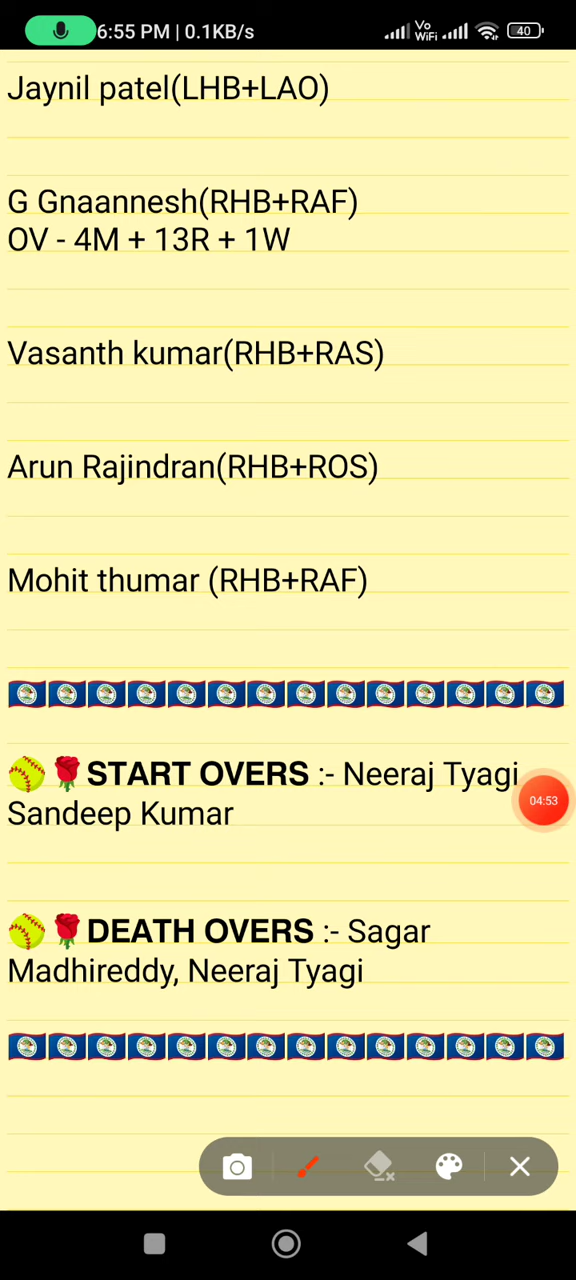 6:55 PM | 0.1KB/s Vo WiFi 40
Jaynil patel(LHB+LAO)
G Gnaannesh(RHB+RAF)
OV - 4M + 13R + 1W
Vasanth kumar(RHB+RAS)
Arun Rajindran(RHB+ROS)
Mohit thumar (RHB+RAF)
START OVERS :- Neeraj Tyagi
Sandeep Kumar
04:53
DEATH OVERS :- Sagar
Madhireddy, Neeraj Tyagi